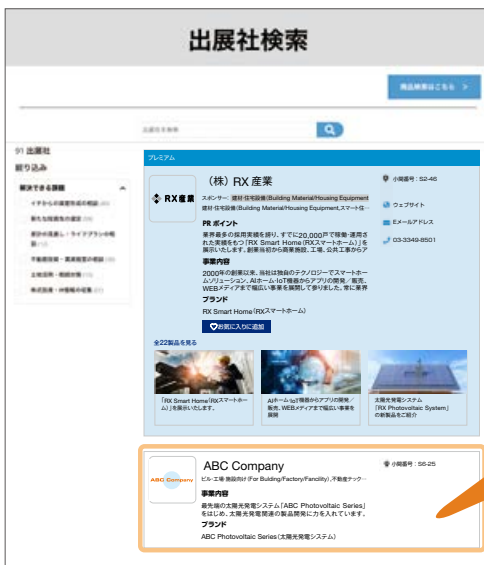 出展社検索
商品検索はこちら >
出展社を検索
91 出展社
絞り込み
解決できる課題
プレミアム
RX産業
(株) RX 産業
小間番号：S2-46
スポンサー: 建材・住宅設備(Building Material/Housing Equipment
建材・住宅設備(Building Material/Housing Equipment,スマート住…
ウェブサイト
Eメールアドレス
03-3349-8501
PR ポイント
業界最多の採用実績を誇り、すでに20,000戸で稼働・運用さ
れた実績をもつ「RX Smart Home(RXスマートホーム)」を
展示いたします。創業当初から商業施設、工場、公共工事からア
事業内容
2000年の創業以来、当社は独自のテクノロジーでスマートホー
ムソリューション、AIホーム・IoT機器からアプリの開発／販売、
WEBメディアまで幅広い事業を展開して参りました。常に業界
ブランド
RX Smart Home(RXスマートホーム)
お気に入りに追加
全22製品を見る
「RX Smart Home(RXスマートホー
ム)」を展示いたします。
AIホーム・IoT機器からアプリの開発／
販売、WEBメディアまで幅広い事業を
展開
太陽光発電システム
「RX Photovoltaic System」
の新製品をご紹介
ABC Company
ABC Company
小間番号：S6-25
ビル・工場・施設向け(For Building/Factory/Fancility),不動産テック…
事業内容
最先端の太陽光発電システム「ABC Photovoltaic Series」
をはじめ、太陽光発電関連の製品開発に力を入れています。
ブランド
ABC Photovoltaic Series(太陽光発電システム)